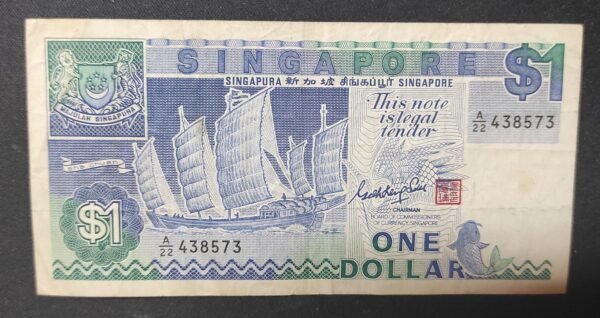 SINGAPORE
$1
SINGAPURA 新加坡 சிங்கப்பூர் SINGAPORE
MAJULAH SINGAPURA
This note
is legal
tender
A/22 438573
CHAIRMAN
BOARD OF COMMISSIONERS
OF CURRENCY, SINGAPORE
$1
A/22 438573
ONE
DOLLAR